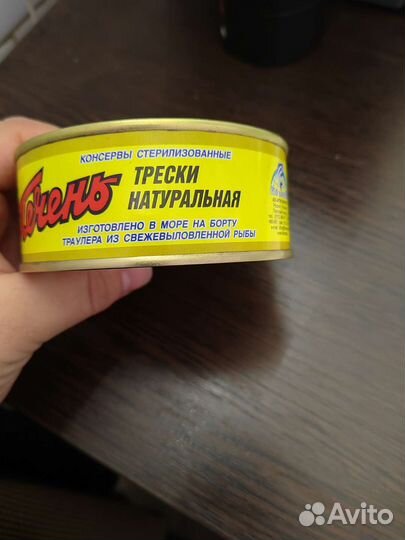 КОНСЕРВЫ СТЕРИЛИЗОВАННЫЕ
Печень
ТРЕСКИ
НАТУРАЛЬНАЯ
ИЗГОТОВЛЕНО В МОРЕ НА БОРТУ
ТРАУЛЕРА ИЗ СВЕЖЕВЫЛОВЛЕННОЙ РЫБЫ
Avito